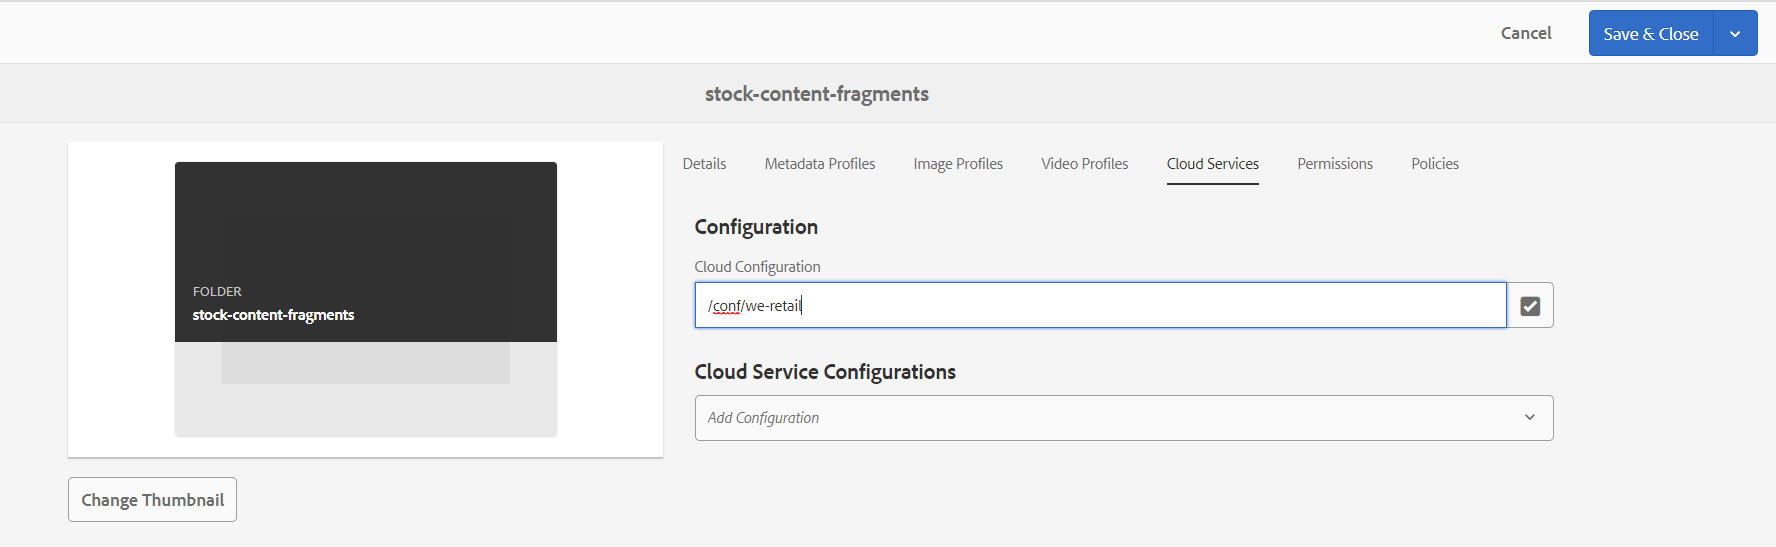 Cancel
Save & Close
stock-content-fragments
FOLDER
stock-content-fragments
Change Thumbnail
Details Metadata Profiles Image Profiles Video Profiles Cloud Services Permissions Policies
Configuration
Cloud Configuration
/conf/we-retail
Cloud Service Configurations
Add Configuration